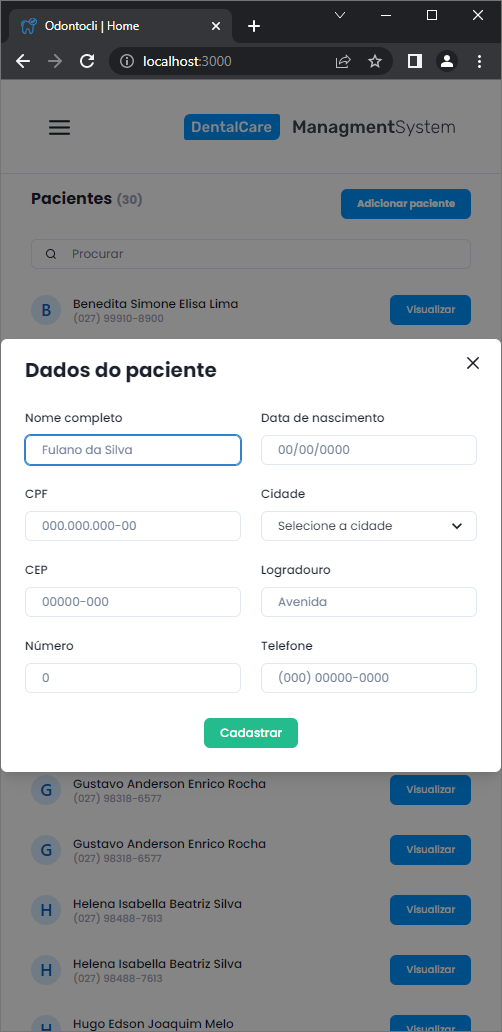 Odontocli | Home
localhost:3000
DentalCare ManagmentSystem
Pacientes (30)
Adicionar paciente
Procurar
B
Benedita Simone Elisa Lima
(027) 99910-8900
Visualizar
Dados do paciente
Nome completo
Data de nascimento
Fulano da Silva
00/00/0000
CPF
Cidade
000.000.000-00
Selecione a cidade
CEP
Logradouro
00000-000
Avenida
Número
Telefone
0
(000) 00000-0000
Cadastrar
G
Gustavo Anderson Enrico Rocha
(027) 98318-6577
Visualizar
G
Gustavo Anderson Enrico Rocha
(027) 98318-6577
Visualizar
H
Helena Isabella Beatriz Silva
(027) 98488-7613
Visualizar
H
Helena Isabella Beatriz Silva
(027) 98488-7613
Visualizar
H
Hugo Edson Joaquim Melo
Visualizar